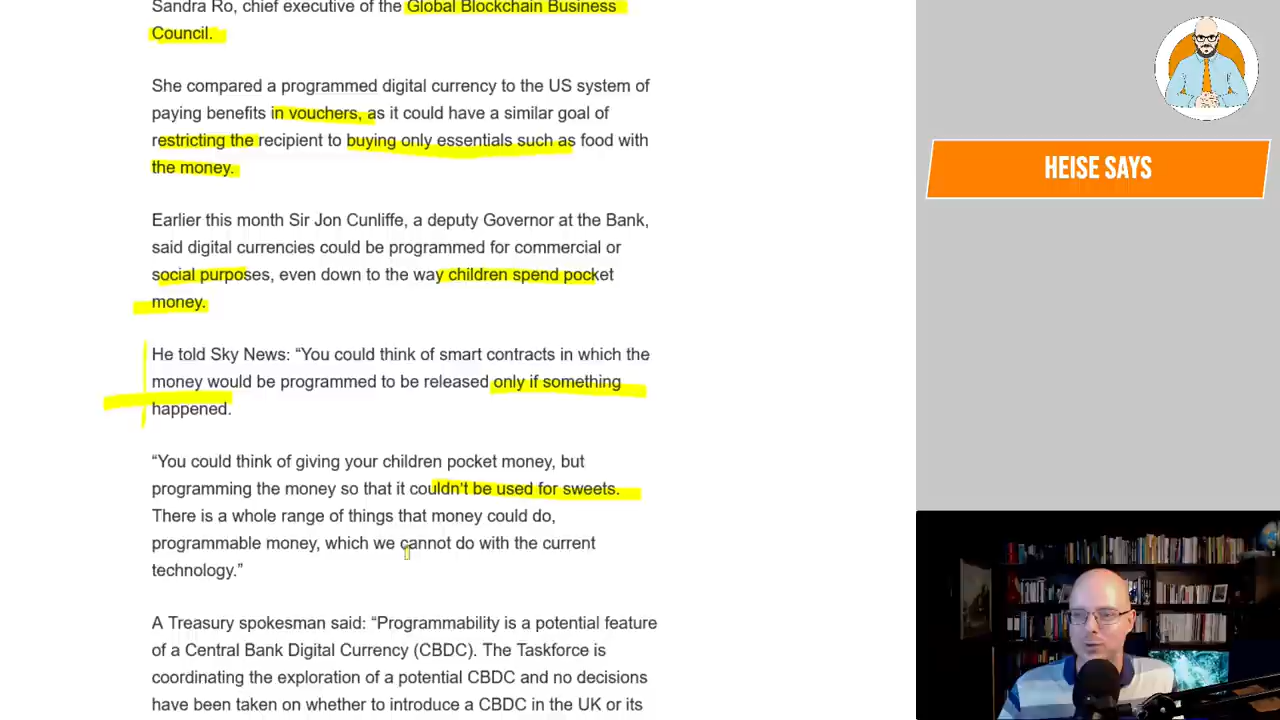 Sandra Ro, chief executive of the Global Blockchain Business
Council.
She compared a programmed digital currency to the US system of
paying benefits in vouchers, as it could have a similar goal of
restricting the recipient to buying only essentials such as food with
the money.
Earlier this month Sir Jon Cunliffe, a deputy Governor at the Bank,
said digital currencies could be programmed for commercial or
social purposes, even down to the way children spend pocket
money.
He told Sky News: “You could think of smart contracts in which the
money would be programmed to be released only if something
happened.
“You could think of giving your children pocket money, but
programming the money so that it couldn’t be used for sweets.
There is a whole range of things that money could do,
programmable money, which we cannot do with the current
technology.”
A Treasury spokesman said: “Programmability is a potential feature
of a Central Bank Digital Currency (CBDC). The Taskforce is
coordinating the exploration of a potential CBDC and no decisions
have been taken on whether to introduce a CBDC in the UK or its
HEISE SAYS